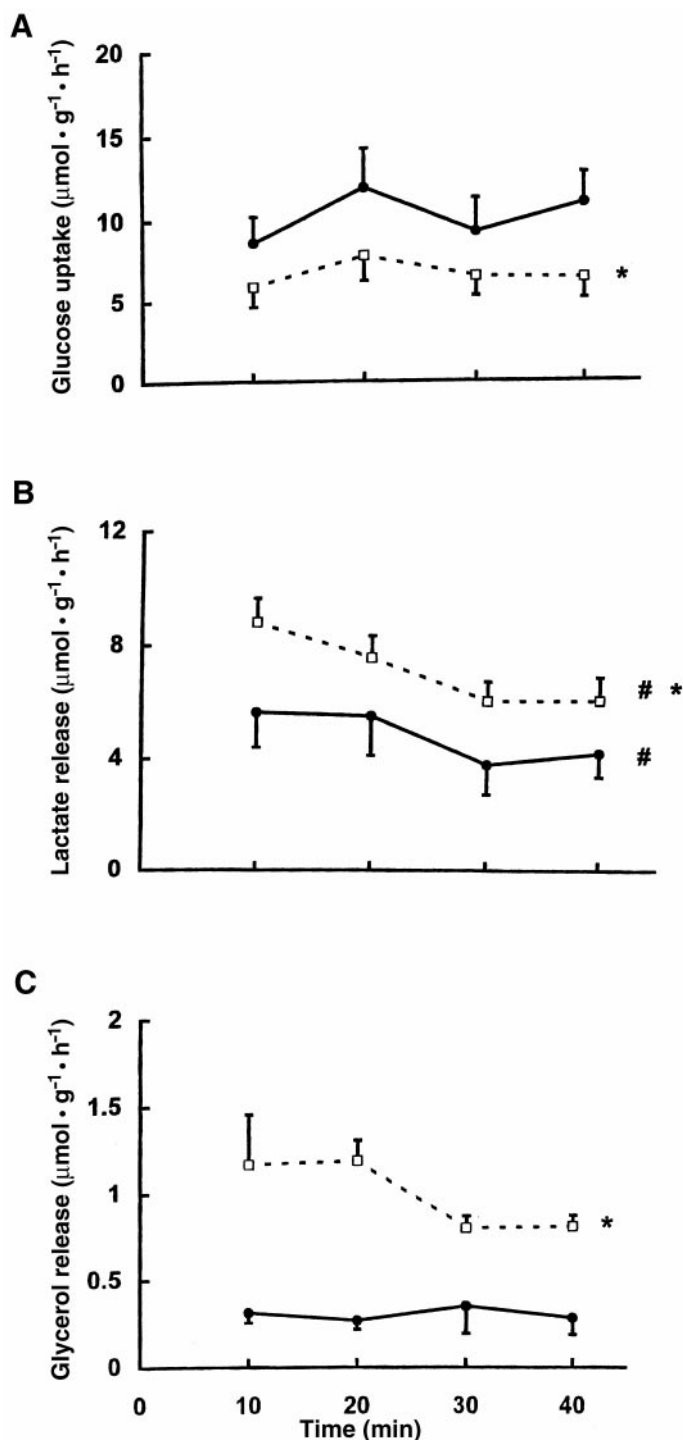 A
Glucose uptake (μmol • g⁻¹ • h⁻¹)
20
15
10
5
0
*
B
Lactate release (μmol • g⁻¹ • h⁻¹)
12
8
4
0
# *
#
C
Glycerol release (μmol • g⁻¹ • h⁻¹)
2
1.5
1
0.5
0
*
0 10 20 30 40
Time (min)